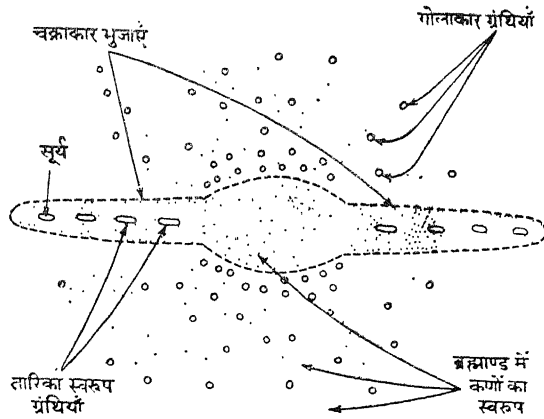 चक्राकार भुजाएँ
गोलाकार ग्रंथियाँ
सूर्य
तारिका स्वरुप
ग्रंथियाँ
ब्रह्माण्ड में
कणों का
स्वरुप